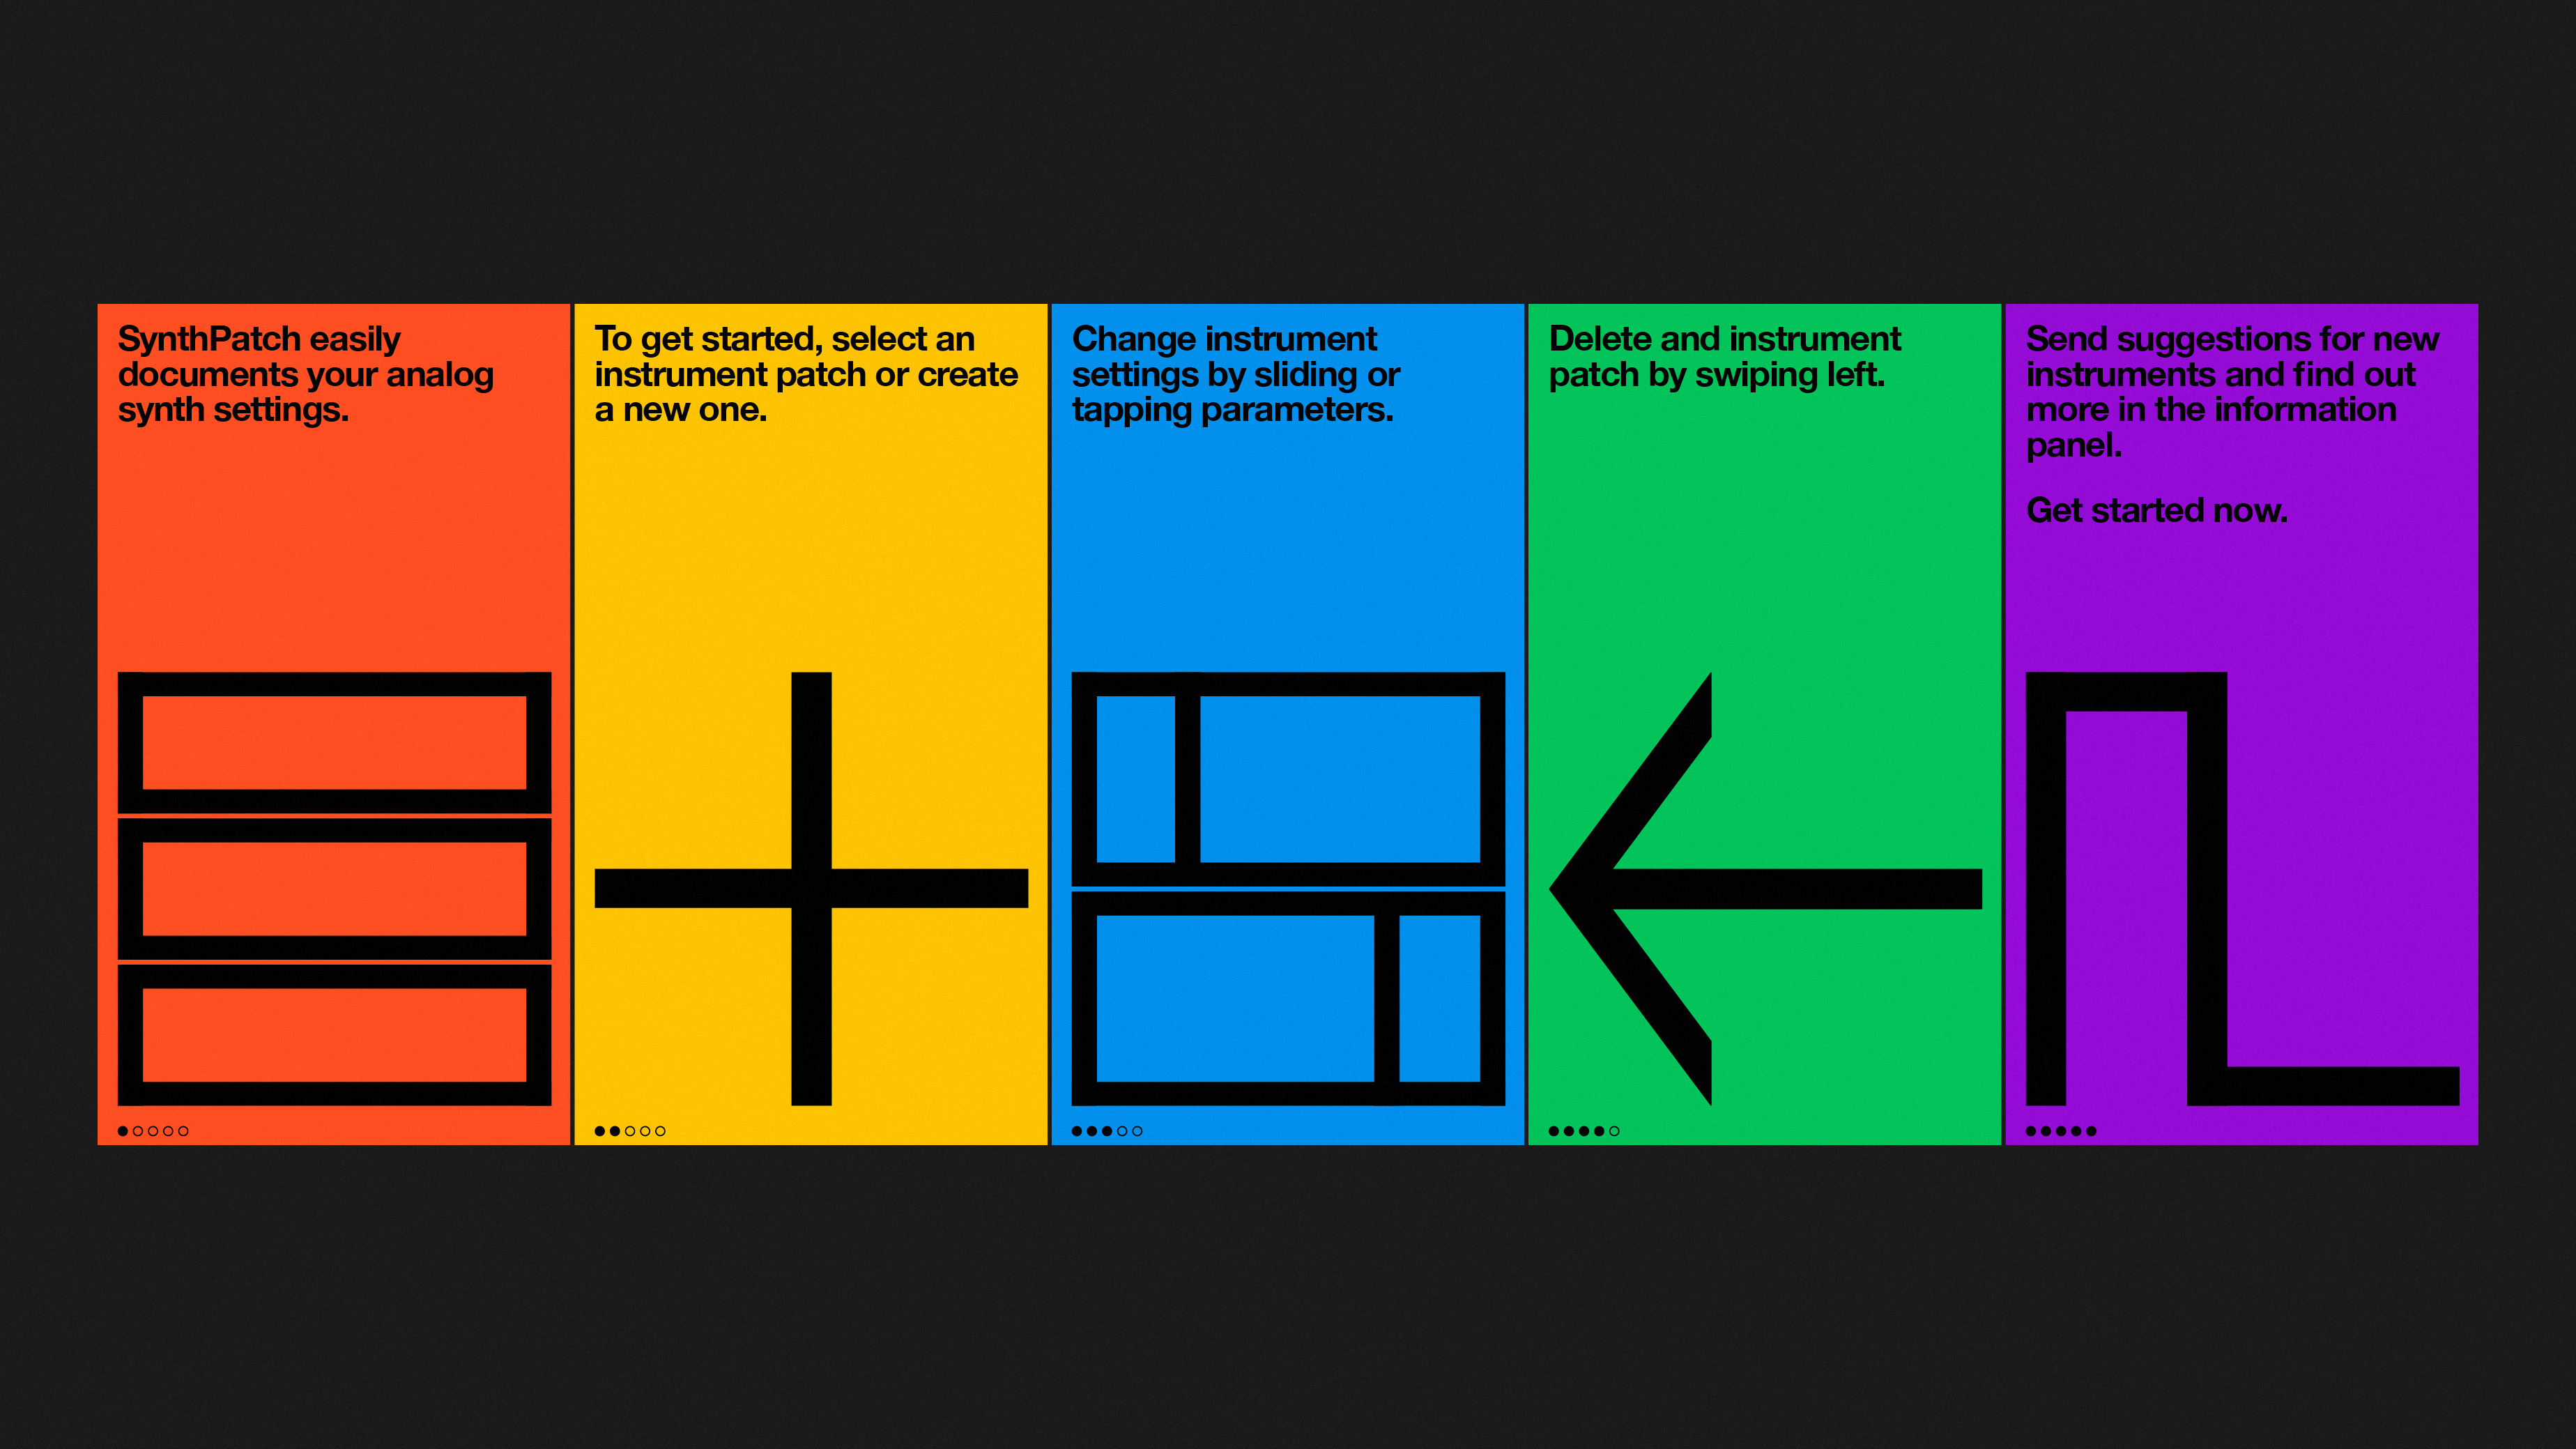 SynthPatch easily
documents your analog
synth settings.
To get started, select an
instrument patch or create
a new one.
Change instrument
settings by sliding or
tapping parameters.
Delete and instrument
patch by swiping left.
Send suggestions for new
instruments and find out
more in the information
panel.
Get started now.